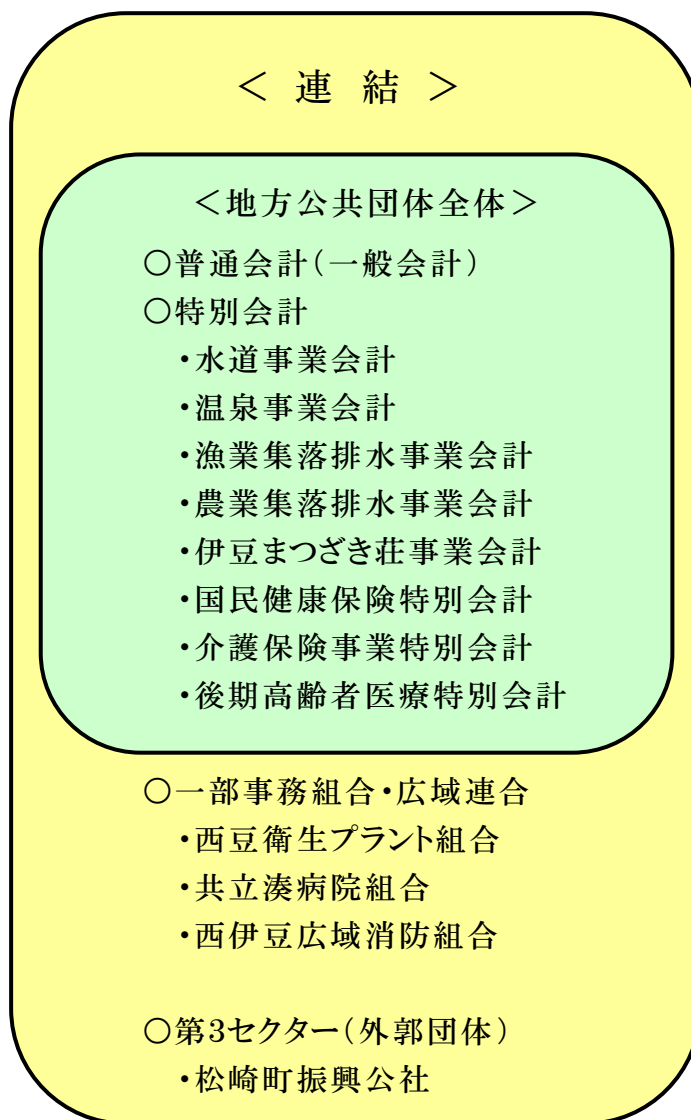 ＜ 連 結 ＞
＜地方公共団体全体＞
○普通会計（一般会計）
○特別会計
・水道事業会計
・温泉事業会計
・漁業集落排水事業会計
・農業集落排水事業会計
・伊豆まつざき荘事業会計
・国民健康保険特別会計
・介護保険事業特別会計
・後期高齢者医療特別会計
○一部事務組合・広域連合
・西豆衛生プラント組合
・共立湊病院組合
・西伊豆広域消防組合
○第3セクター（外郭団体）
・松崎町振興公社